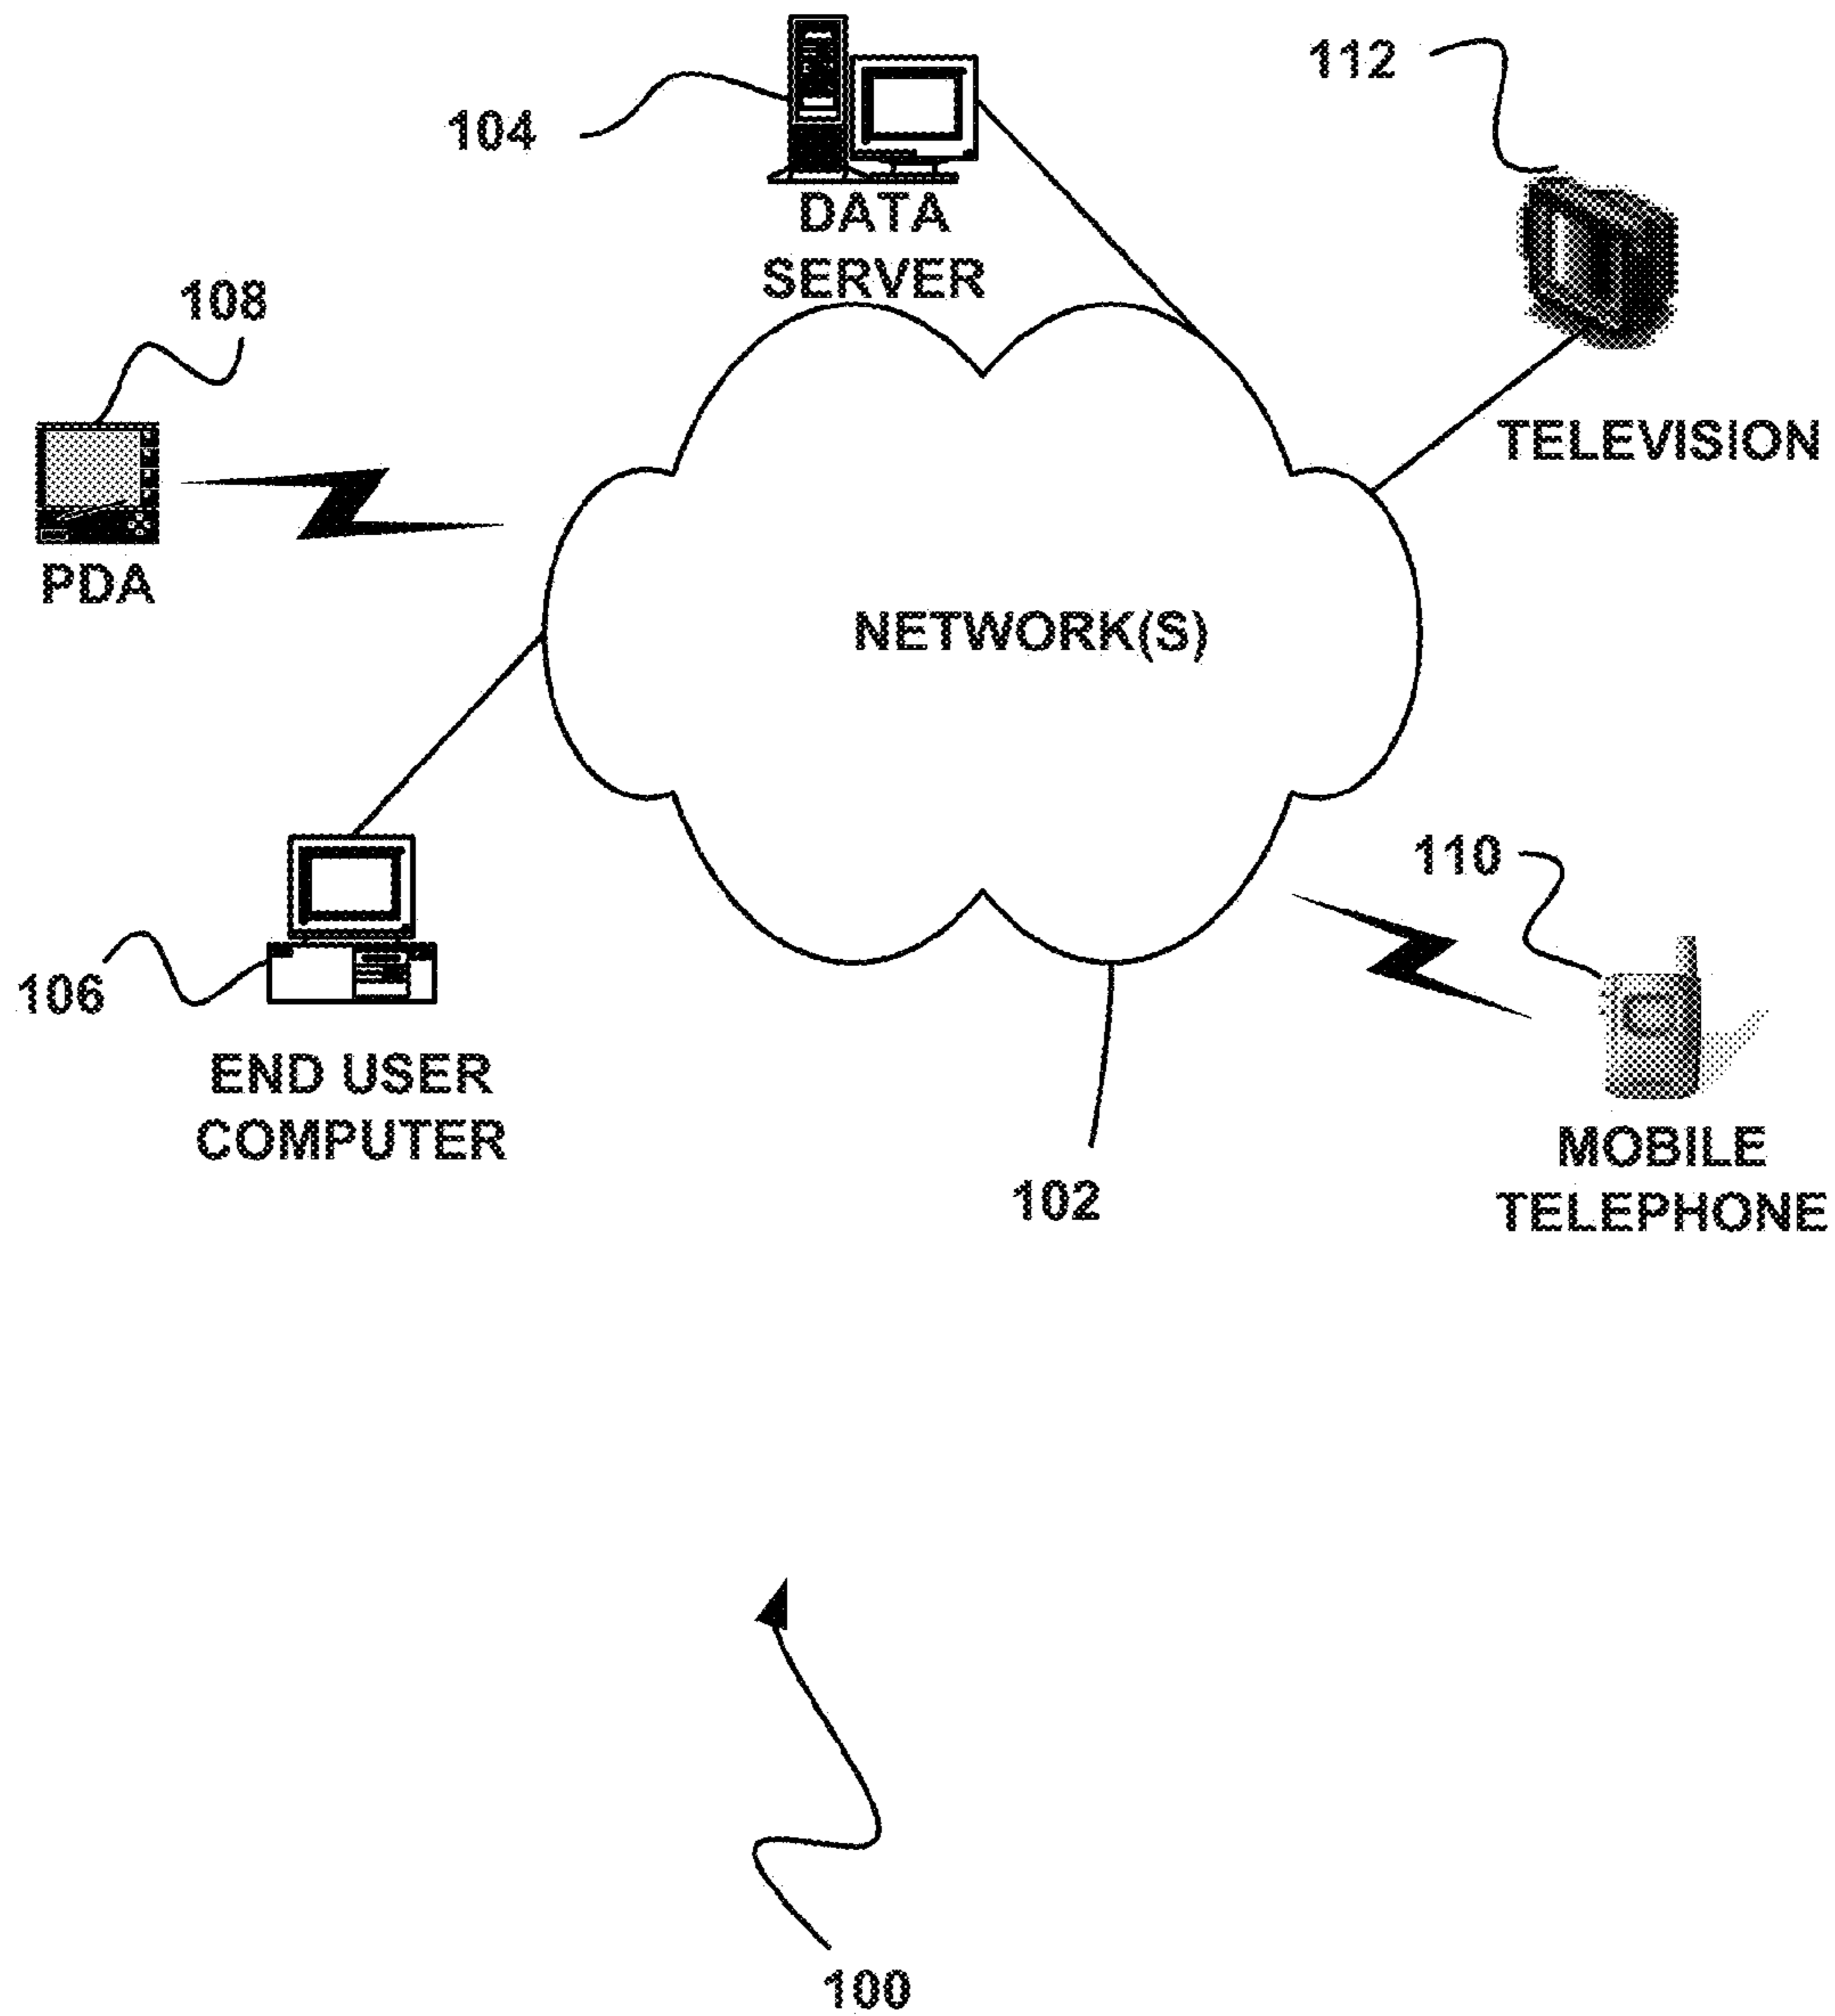 112
104
DATA
SERVER
108
TELEVISION
PDA
NETWORK(S)
110
106
END USER
COMPUTER
MOBILE
TELEPHONE
102
100